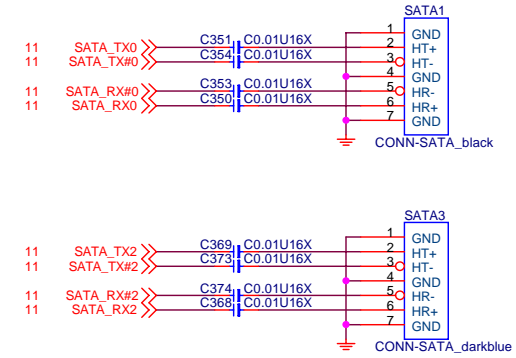 SATA1
C351 C0.01U16X 1 GND
11 SATA_TX0 2 HT+
11 SATA_TX#0 C354 C0.01U16X 3 HT-
4 GND
11 SATA_RX#0 C353 C0.01U16X 5 HR-
11 SATA_RX0 C350 C0.01U16X 6 HR+
7 GND
CONN-SATA_black
SATA3
C369 C0.01U16X 1 GND
11 SATA_TX2 2 HT+
11 SATA_TX#2 C373 C0.01U16X 3 HT-
4 GND
11 SATA_RX#2 C374 C0.01U16X 5 HR-
11 SATA_RX2 C368 C0.01U16X 6 HR+
7 GND
CONN-SATA_darkblue